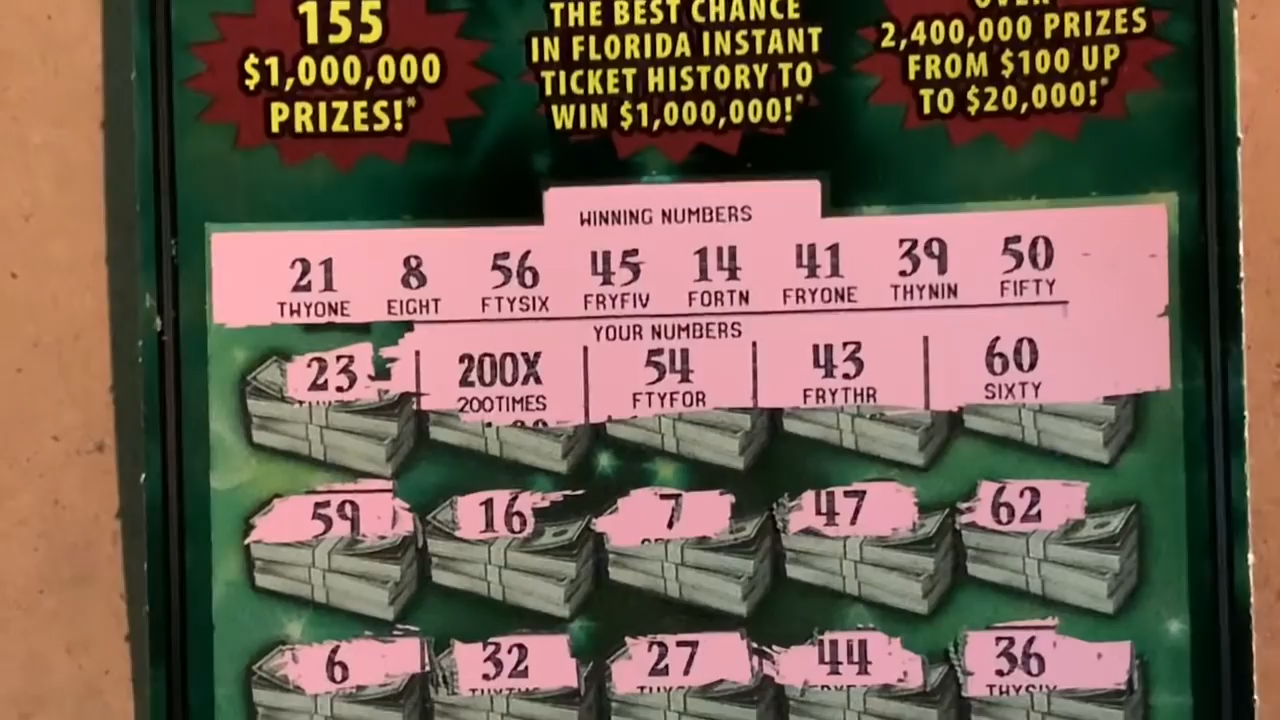 155
$1,000,000
PRIZES!*
THE BEST CHANCE
IN FLORIDA INSTANT
TICKET HISTORY TO
WIN $1,000,000!*
OVER
2,400,000 PRIZES
FROM $100 UP
TO $20,000!*
WINNING NUMBERS
21 8 56 45 14 41 39 50
TWYONE EIGHT FTYSIX FRYFIV FORTN FRYONE THYNIN FIFTY
YOUR NUMBERS
23 200X 54 43 60
200TIMES FTYFOR FRYTHR SIXTY
59 16 7 47 62
6 32 27 44 36
THYSIX